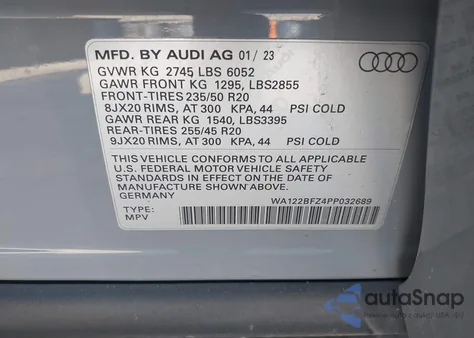 MFD. BY AUDI AG 01/ 23
GVWR KG 2745 LBS 6052
GAWR FRONT KG 1295, LBS2855
FRONT-TIRES 235/50 R20
8JX20 RIMS, AT 300 KPA, 44 PSI COLD
GAWR REAR KG 1540, LBS3395
REAR-TIRES 255/45 R20
9JX20 RIMS, AT 300 KPA, 44 PSI COLD
THIS VEHICLE CONFORMS TO ALL APPLICABLE
U.S. FEDERAL MOTOR VEHICLE SAFETY
STANDARDS IN EFFECT ON THE DATE OF
MANUFACTURE SHOWN ABOVE.
GERMANY
WA122BFZ4PP032689
TYPE:
MPV
autoSnap